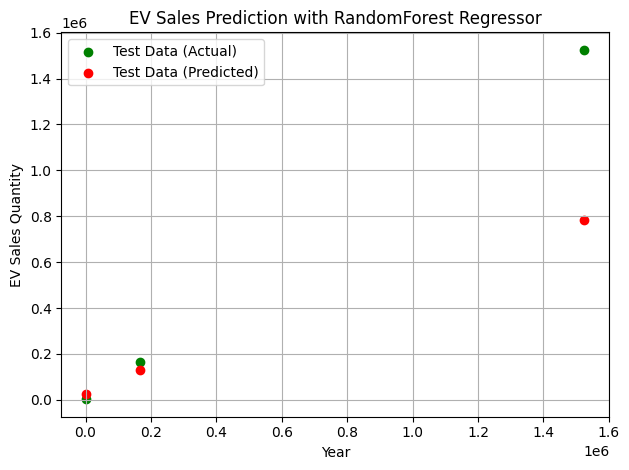 EV Sales Prediction with RandomForest Regressor
1e6
Test Data (Actual)
Test Data (Predicted)
EV Sales Quantity
1.6
1.4
1.2
1.0
0.8
0.6
0.4
0.2
0.0
0.0 0.2 0.4 0.6 0.8 1.0 1.2 1.4 1.6
Year
1e6